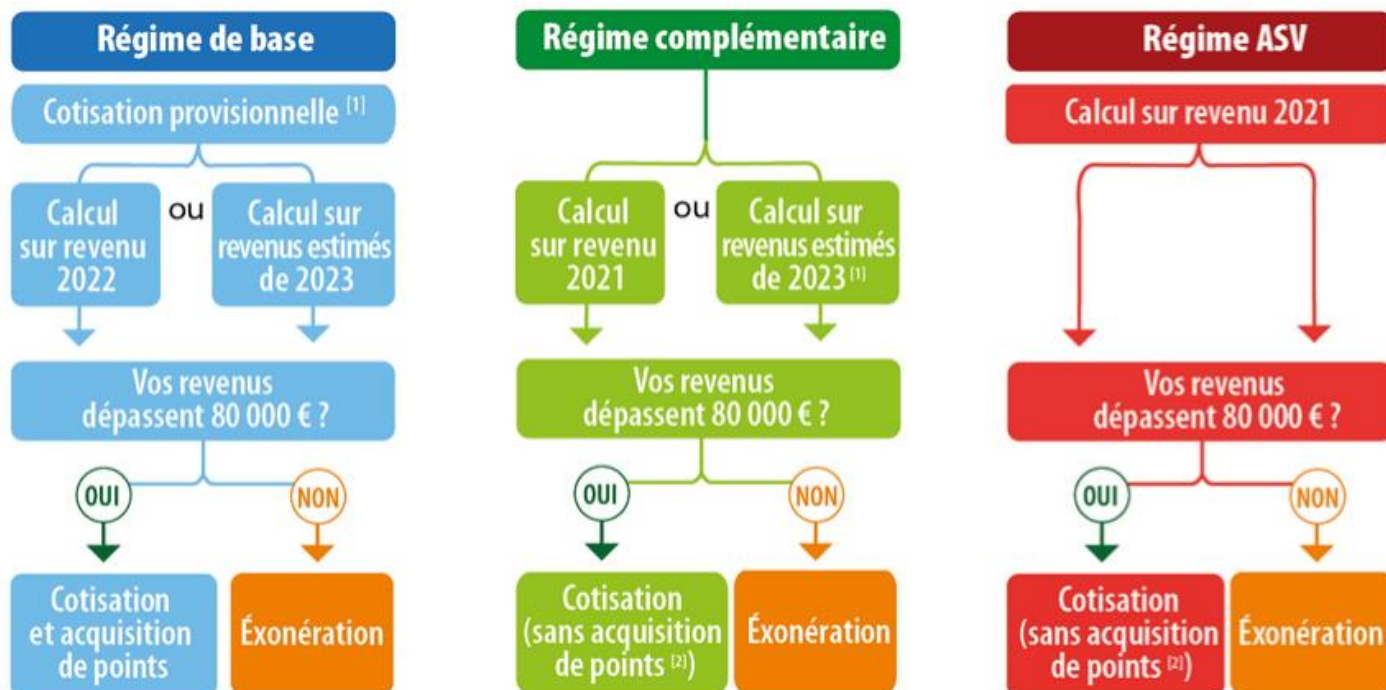 Régime de base
Cotisation provisionnelle [1]
Calcul
sur revenu
2022
ou
Calcul sur
revenus estimés
de 2023
Vos revenus
dépassent 80 000 € ?
OUI
NON
Cotisation
et acquisition
de points
Éxonération
Régime complémentaire
Calcul
sur revenu
2021
ou
Calcul sur
revenus estimés
de 2023 [1]
Vos revenus
dépassent 80 000 € ?
OUI
NON
Cotisation
(sans acquisition
de points [2])
Éxonération
Régime ASV
Calcul sur revenu 2021
Vos revenus
dépassent 80 000 € ?
OUI
NON
Cotisation
(sans acquisition
de points [2])
Éxonération